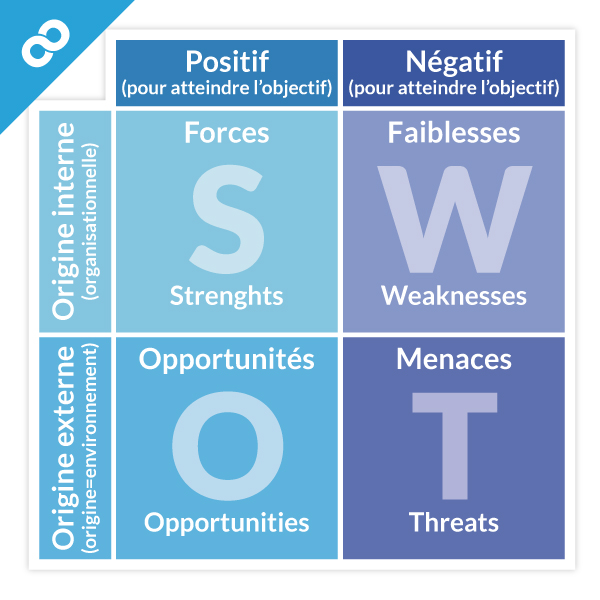 Positif
(pour atteindre l'objectif)
Négatif
(pour atteindre l'objectif)
Origine interne
(organisationnelle)
Forces
S
Strenghts
Faiblesses
W
Weaknesses
Origine externe
(origine=environnement)
Opportunités
O
Opportunities
Menaces
T
Threats